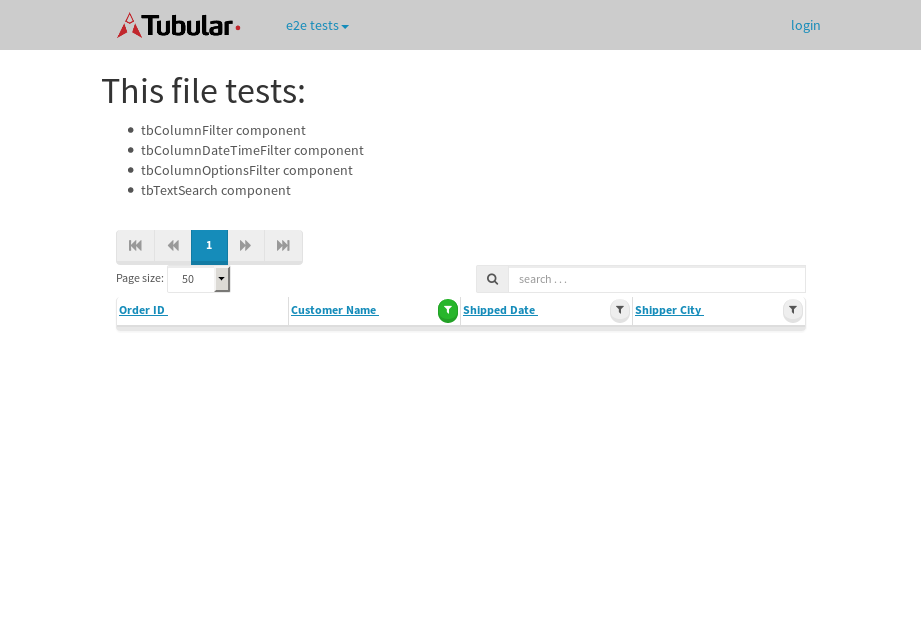 Tubular
e2e tests
login
This file tests:
tbColumnFilter component
tbColumnDateTimeFilter component
tbColumnOptionsFilter component
tbTextSearch component
1
Page size: 50
search . . .
Order ID Customer Name Shipped Date Shipper City